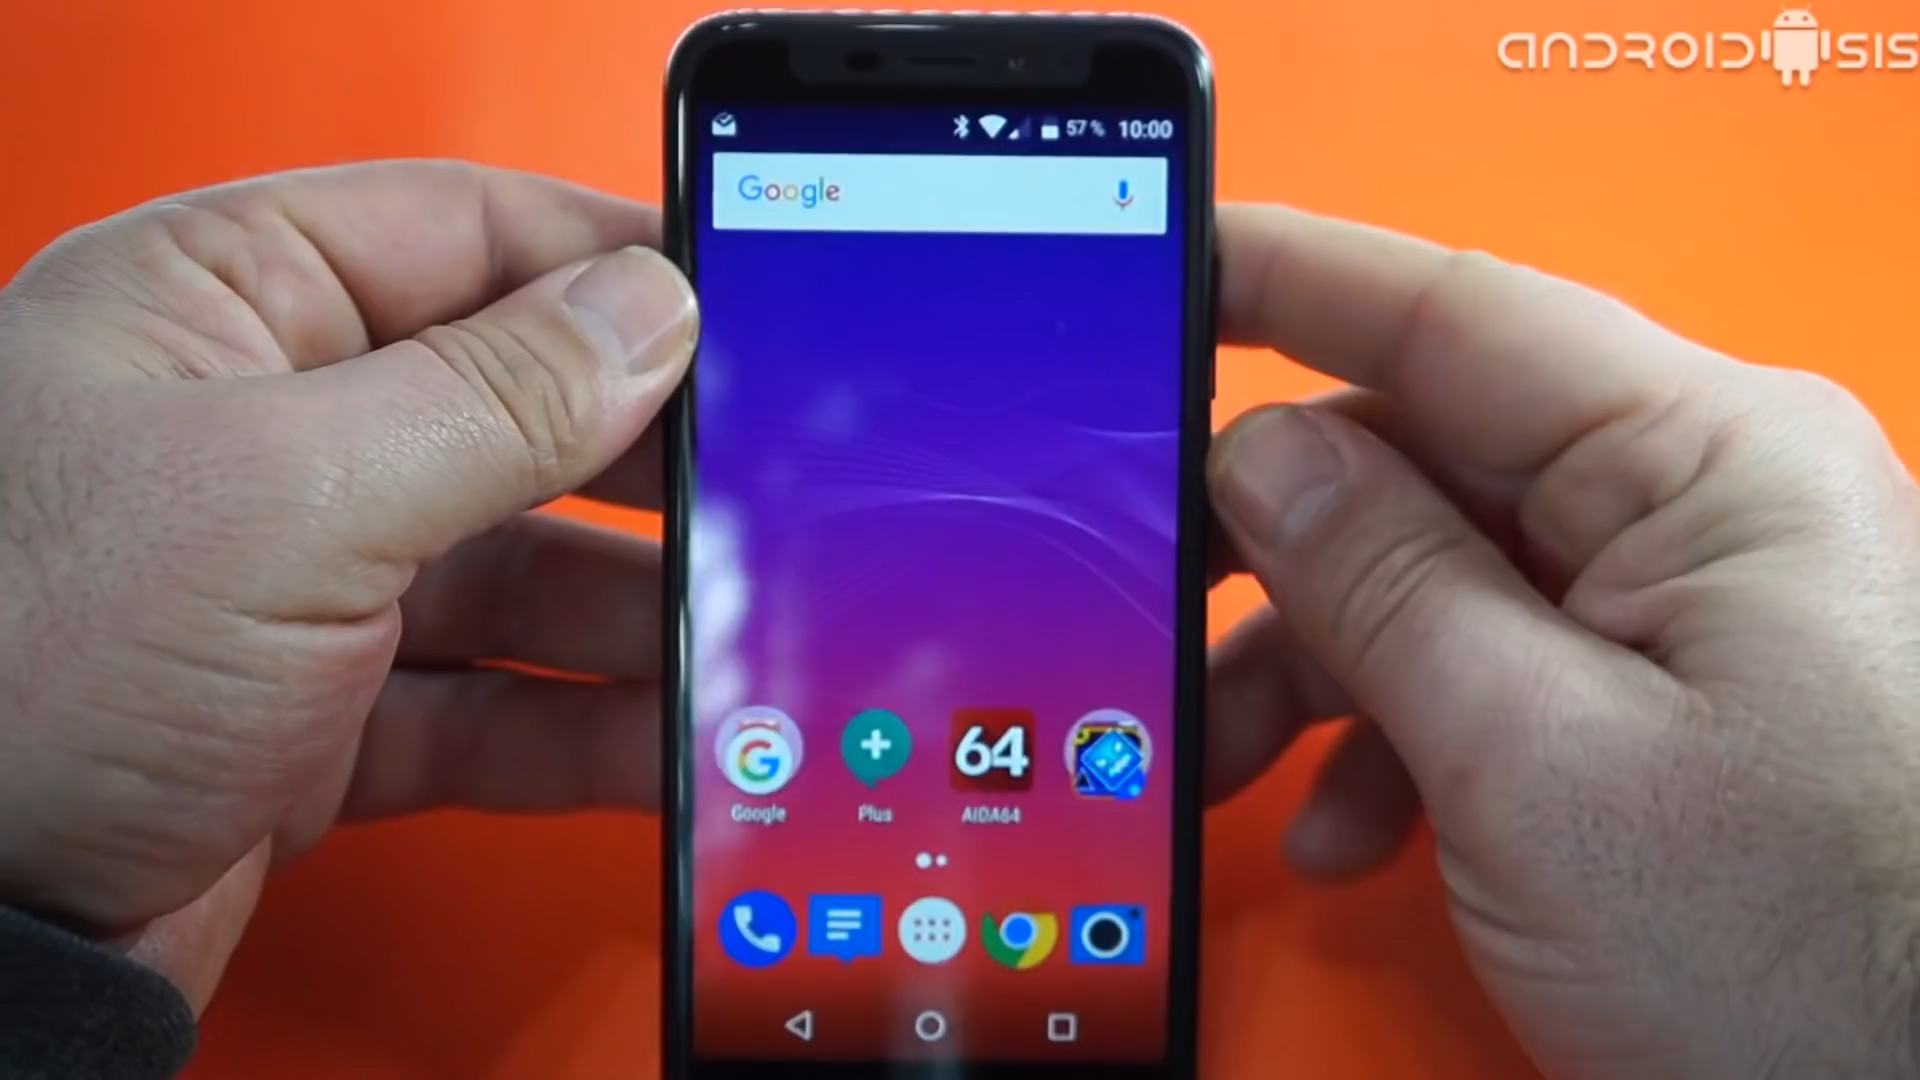 ANDROIDSIS
57 % 10:00
Google
64
Google Plus AIDA64